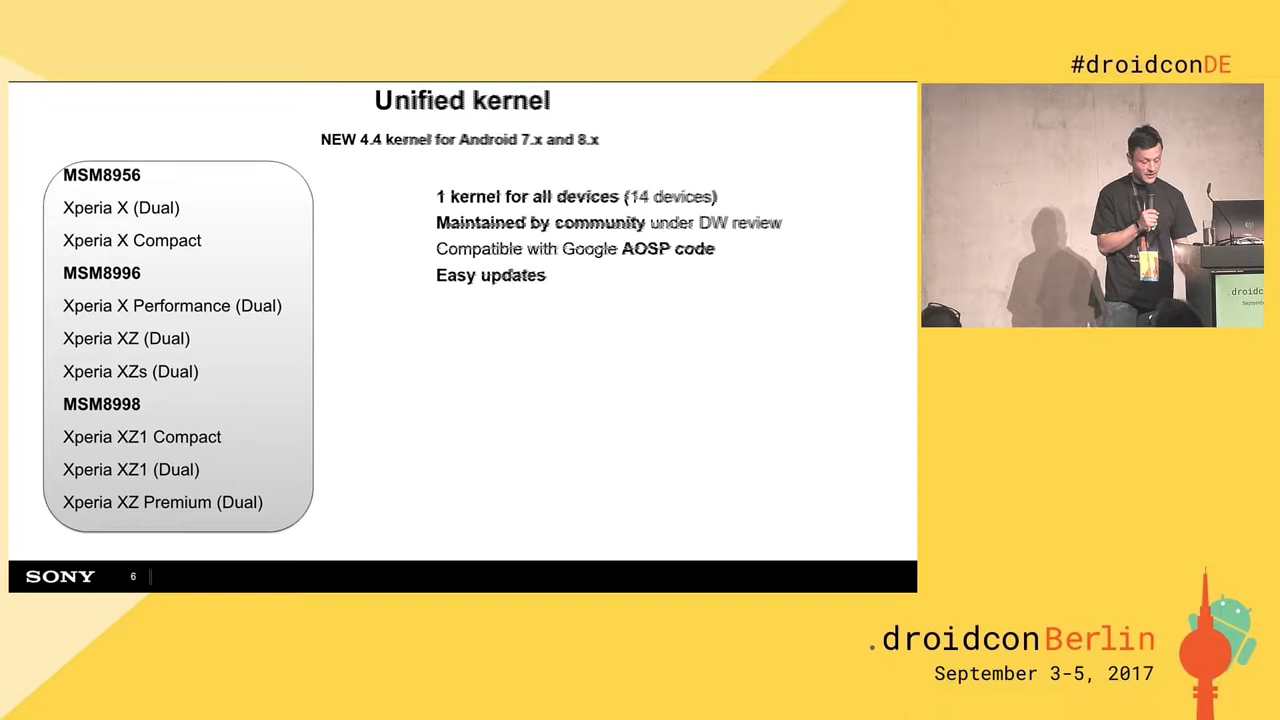 #droidconDE
Unified kernel
NEW 4.4 kernel for Android 7.x and 8.x
MSM8956
Xperia X (Dual)
Xperia X Compact
MSM8996
Xperia X Performance (Dual)
Xperia XZ (Dual)
Xperia XZs (Dual)
MSM8998
Xperia XZ1 Compact
Xperia XZ1 (Dual)
Xperia XZ Premium (Dual)
1 kernel for all devices (14 devices)
Maintained by community under DW review
Compatible with Google AOSP code
Easy updates
SONY 6
.droidc
Septem
.droidconBerlin
September 3-5, 2017